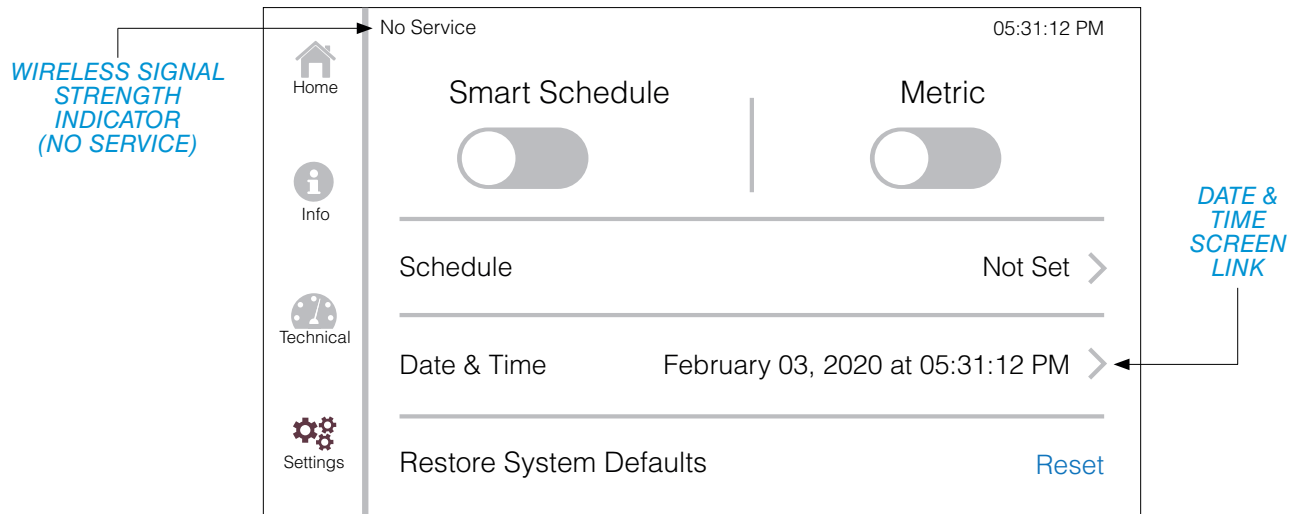 No Service
05:31:12 PM
WIRELESS SIGNAL
STRENGTH
INDICATOR
(NO SERVICE)
Home
Smart Schedule
Metric
Info
DATE &
TIME
SCREEN
LINK
Schedule
Not Set
Technical
Date & Time
February 03, 2020 at 05:31:12 PM
Settings
Restore System Defaults
Reset